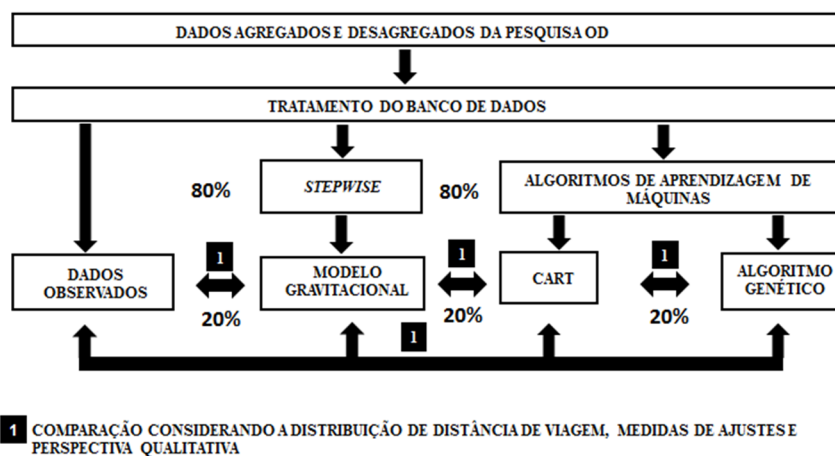 DADOS AGREGADOS E DESAGREGADOS DA PESQUISA OD
TRATAMENTO DO BANCO DE DADOS
80%
STEPWISE
80%
ALGORITMOS DE APRENDIZAGEM DE
MÁQUINAS
DADOS
OBSERVADOS
1
20%
MODELO
GRAVITACIONAL
1
20%
CART
1
20%
ALGORITMO
GENÉTICO
1
1 COMPARAÇÃO CONSIDERANDO A DISTRIBUIÇÃO DE DISTÂNCIA DE VIAGEM, MEDIDAS DE AJUSTES E
PERSPECTIVA QUALITATIVA